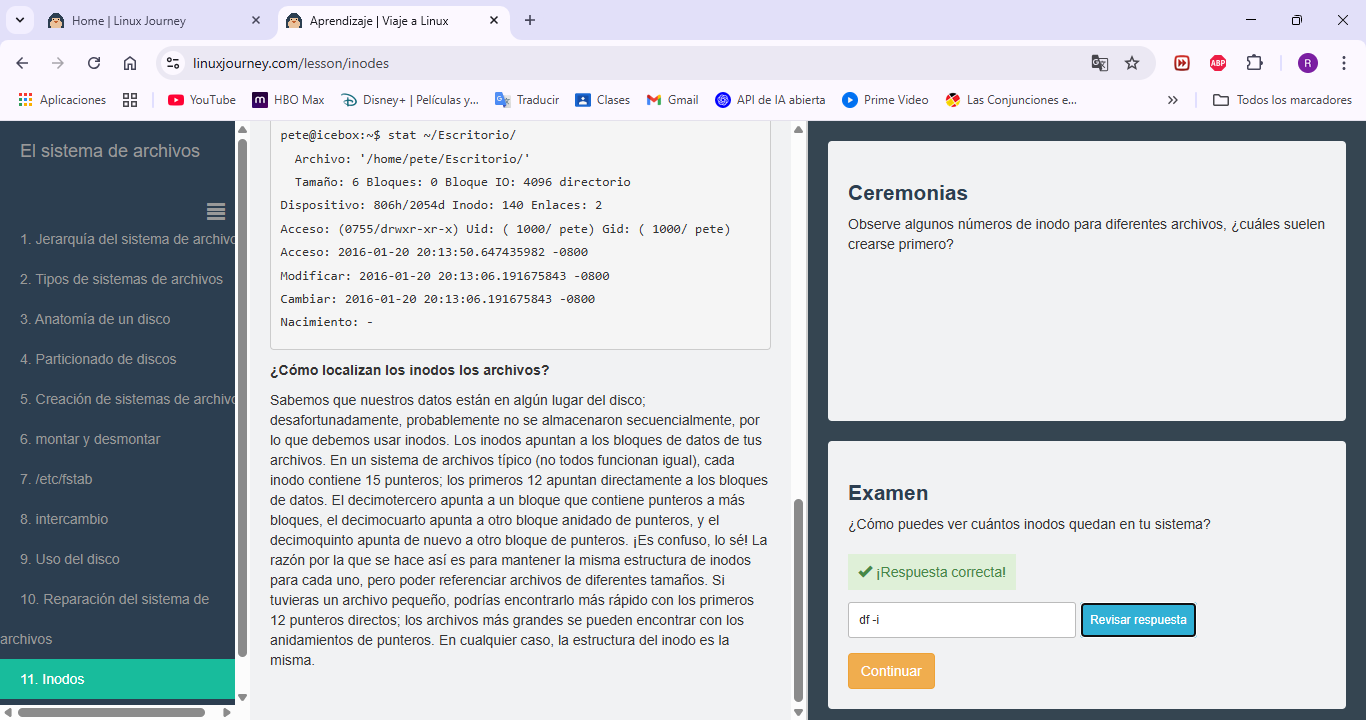 Home | Linux Journey
Aprendizaje | Viaje a Linux
linuxjourney.com/lesson/inodes
ABP
R
Aplicaciones
YouTube
HBO Max
Disney+ | Películas y...
Traducir
Clases
Gmail
API de IA abierta
Prime Video
Las Conjunciones e...
Todos los marcadores
El sistema de archivos
1. Jerarquía del sistema de archivo
2. Tipos de sistemas de archivos
3. Anatomía de un disco
4. Particionado de discos
5. Creación de sistemas de archivo
6. montar y desmontar
7. /etc/fstab
8. intercambio
9. Uso del disco
10. Reparación del sistema de
archivos
11. Inodos
pete@icebox:~$ stat ~/Escritorio/
Archivo: '/home/pete/Escritorio/'
Tamaño: 6 Bloques: 0 Bloque IO: 4096 directorio
Dispositivo: 806h/2054d Inodo: 140 Enlaces: 2
Acceso: (0755/drwxr-xr-x) Uid: ( 1000/ pete) Gid: ( 1000/ pete)
Acceso: 2016-01-20 20:13:50.647435982 -0800
Modificar: 2016-01-20 20:13:06.191675843 -0800
Cambiar: 2016-01-20 20:13:06.191675843 -0800
Nacimiento: -
¿Cómo localizan los inodos los archivos?
Sabemos que nuestros datos están en algún lugar del disco;
desafortunadamente, probablemente no se almacenaron secuencialmente, por
lo que debemos usar inodos. Los inodos apuntan a los bloques de datos de tus
archivos. En un sistema de archivos típico (no todos funcionan igual), cada
inodo contiene 15 punteros; los primeros 12 apuntan directamente a los bloques
de datos. El decimotercero apunta a un bloque que contiene punteros a más
bloques, el decimocuarto apunta a otro bloque anidado de punteros, y el
decimoquinto apunta de nuevo a otro bloque de punteros. ¡Es confuso, lo sé! La
razón por la que se hace así es para mantener la misma estructura de inodos
para cada uno, pero poder referenciar archivos de diferentes tamaños. Si
tuvieras un archivo pequeño, podrías encontrarlo más rápido con los primeros
12 punteros directos; los archivos más grandes se pueden encontrar con los
anidamientos de punteros. En cualquier caso, la estructura del inodo es la
misma.
Ceremonias
Observe algunos números de inodo para diferentes archivos, ¿cuáles suelen
crearse primero?
Examen
¿Cómo puedes ver cuántos inodos quedan en tu sistema?
¡Respuesta correcta!
df -i
Revisar respuesta
Continuar